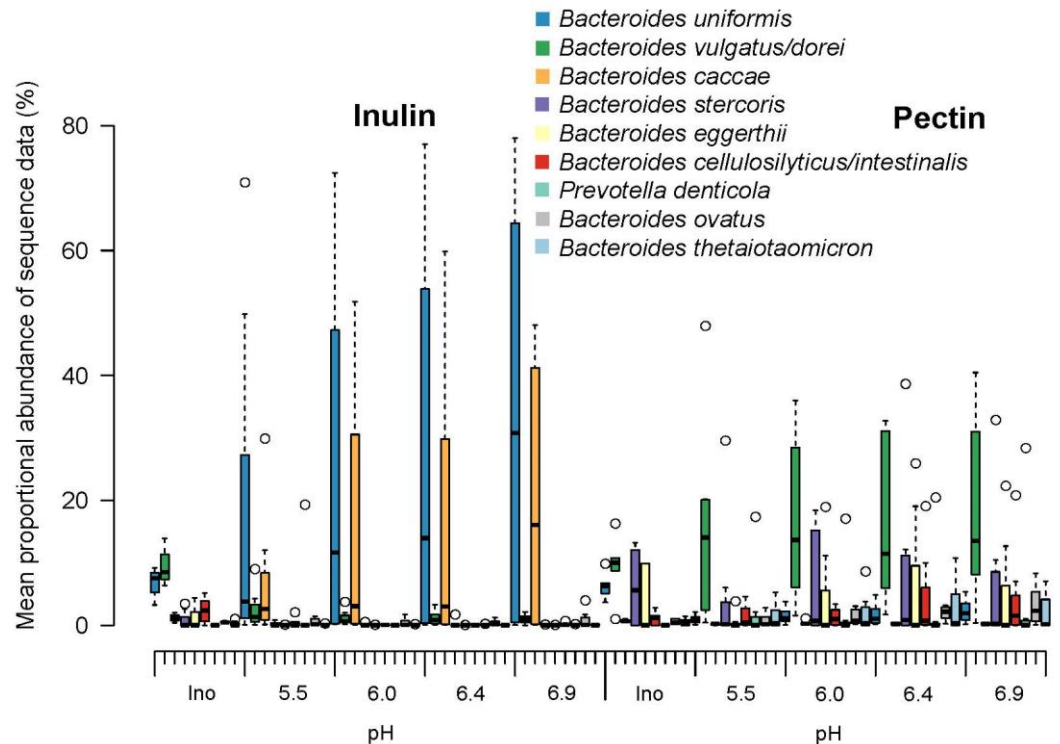 Bacteroides uniformis
Bacteroides vulgatus/dorei
Bacteroides caccae
Bacteroides stercoris
Bacteroides eggerthii
Bacteroides cellulosilyticus/intestinalis
Prevotella denticola
Bacteroides ovatus
Bacteroides thetaiotaomicron
Inulin
Pectin
Mean proportional abundance of sequence data (%)
80
60
40
20
0
Ino 5.5 6.0 6.4 6.9 Ino 5.5 6.0 6.4 6.9
pH pH